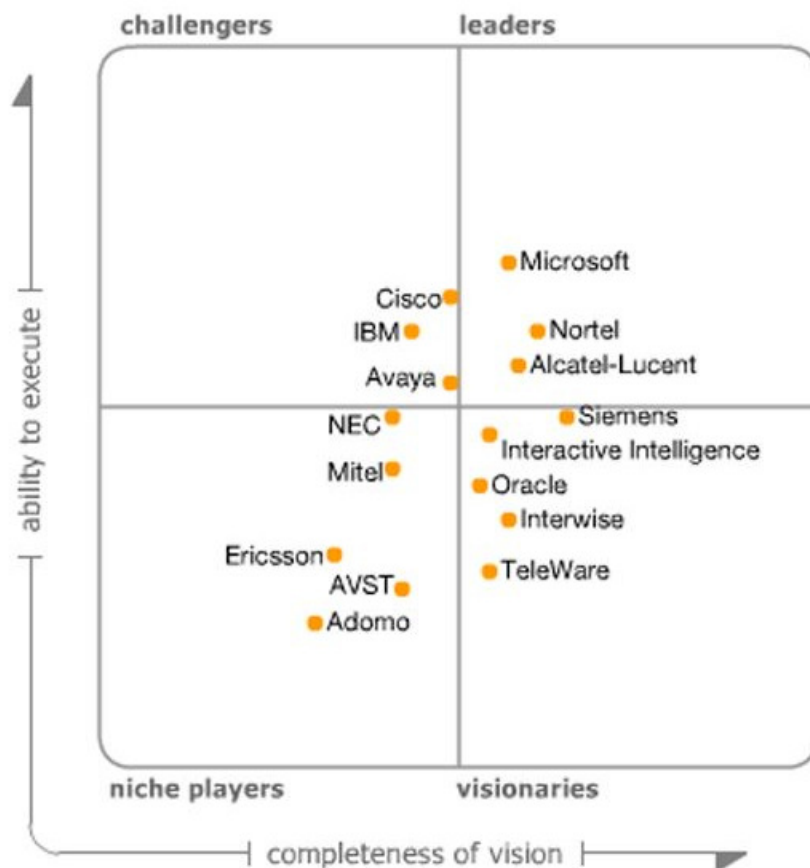 challengers
leaders
Microsoft
Cisco
IBM
Nortel
Alcatel-Lucent
Avaya
Siemens
NEC
Interactive Intelligence
Mitel
Oracle
Interwise
Ericsson
TeleWare
AVST
Adomo
ability to execute
niche players
visionaries
completeness of vision